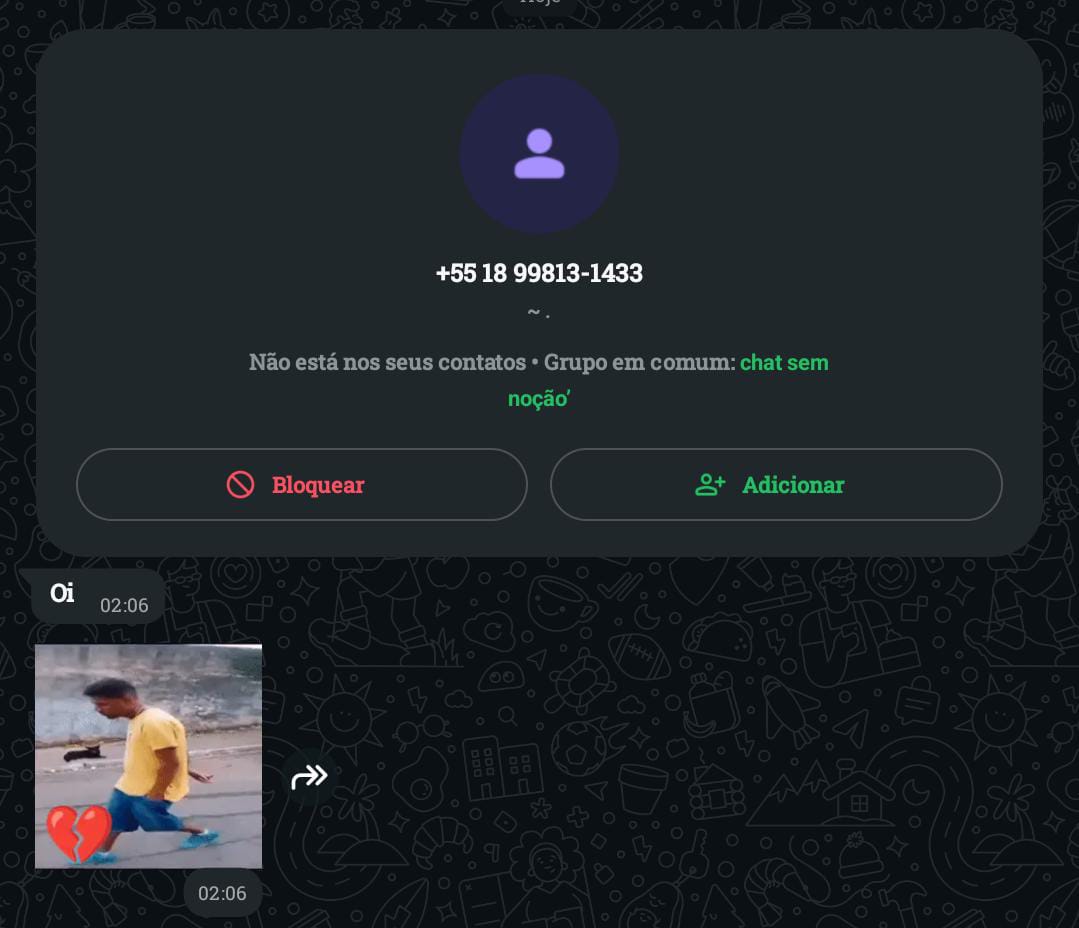 Hoje
+55 18 99813-1433
~ .
Não está nos seus contatos • Grupo em comum: chat sem
noção’
Bloquear
Adicionar
Oi
02:06
02:06